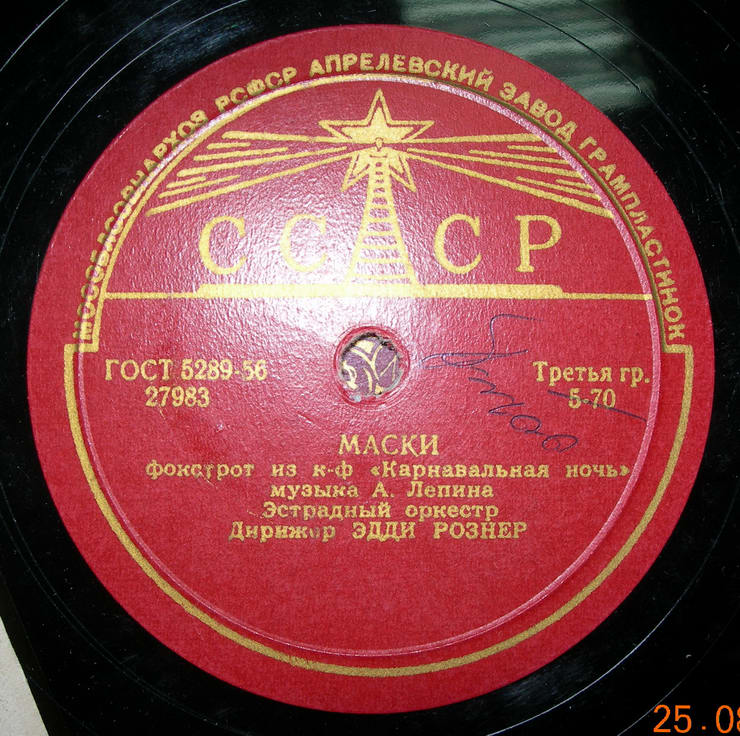 МОСОБЛСОВНАРХОЗ РСФСР АПРЕЛЕВСКИЙ ЗАВОД ГРАМПЛАСТИНОК
СССР
ГОСТ 5289-56
27983
Третья гр.
5-70
МАСКИ
фокстрот из к-ф «Карнавальная ночь»
музыка А. Лепина
Эстрадный оркестр
Дирижер ЭДДИ РОЗНЕР
25.08